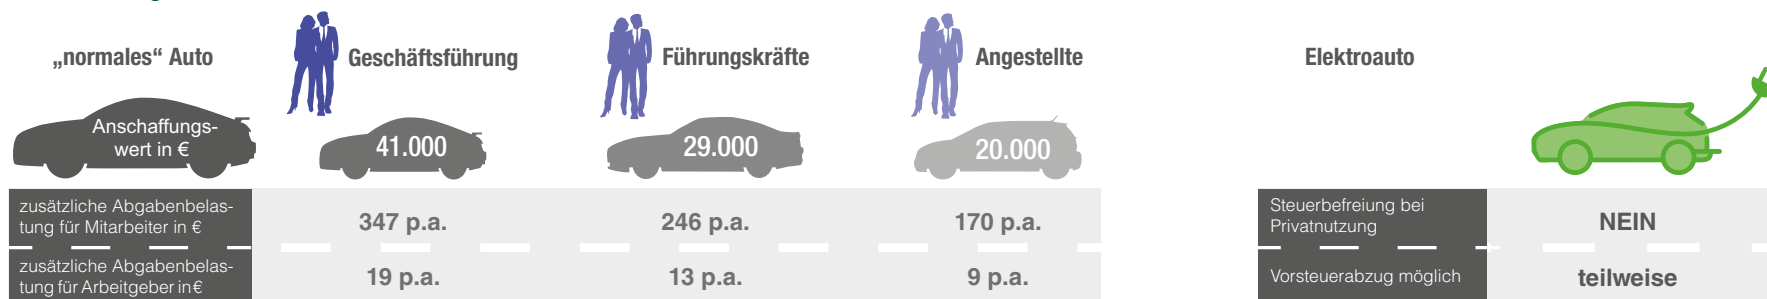 „normales“ Auto
Geschäftsführung
Führungskräfte
Angestellte
Elektroauto
Anschaffungs-
wert in €
41.000
29.000
20.000
zusätzliche Abgabenbelas-
tung für Mitarbeiter in €
347 p.a.
246 p.a.
170 p.a.
zusätzliche Abgabenbelas-
tung für Arbeitgeber in €
19 p.a.
13 p.a.
9 p.a.
Steuerbefreiung bei
Privatnutzung
NEIN
Vorsteuerabzug möglich
teilweise